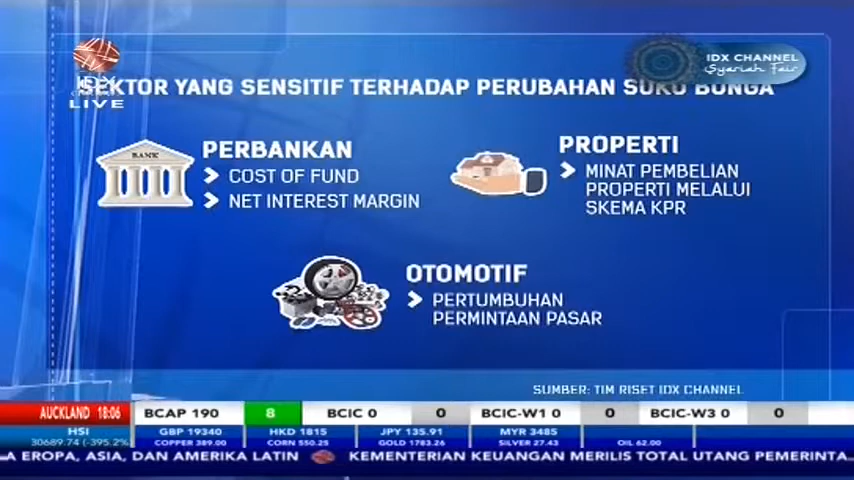 IDX
LIVE
IDX CHANNEL
Syariah Fair
SEKTOR YANG SENSITIF TERHADAP PERUBAHAN SUKU BUNGA
BANK
PERBANKAN
COST OF FUND
NET INTEREST MARGIN
PROPERTI
MINAT PEMBELIAN
PROPERTI MELALUI
SKEMA KPR
OTOMOTIF
PERTUMBUHAN
PERMINTAAN PASAR
SUMBER: TIM RISET IDX CHANNEL
AUCKLAND 18:06 BCAP 190 8 BCIC 0 0 BCIC-W1 0 0 BCIC-W3 0 0
HSI GBP 19340 HKD 1815 JPY 135.91 MYR 3485
30689.74 (-395.2% COPPER 389.00 CORN 550.25 GOLD 1783.26 SILVER 27.43 OIL 62.00
A EROPA, ASIA, DAN AMERIKA LATIN KEMENTERIAN KEUANGAN MERILIS TOTAL UTANG PEMERINTA